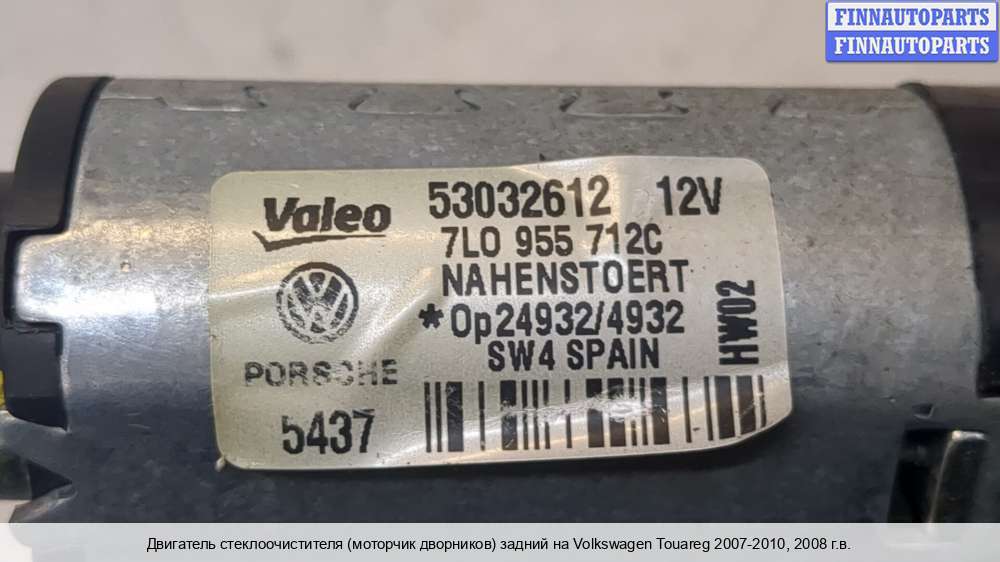 FINNAUTOPARTS
FINNAUTOPARTS
Valeo 53032612 12V
7L0 955 712C
NAHENSTOERT
*Op24932/4932
SW4 SPAIN
HW02
PORSCHE
5437
Двигатель стеклоочистителя (моторчик дворников) задний на Volkswagen Touareg 2007-2010, 2008 г.в.